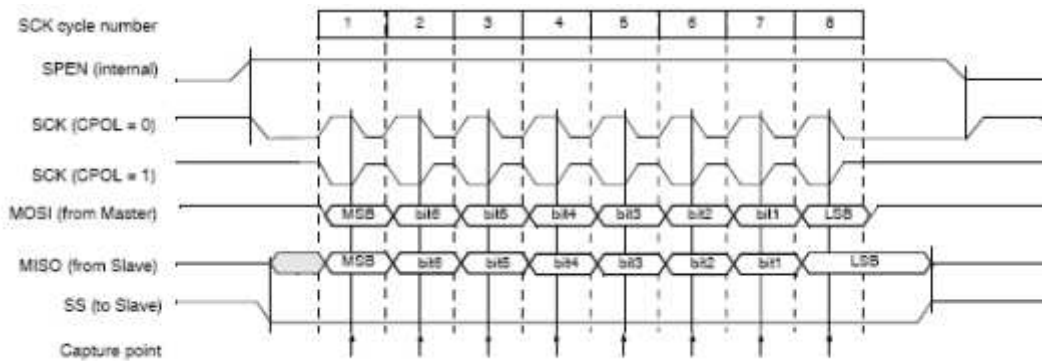 SCK cycle number 1 2 3 4 5 6 7 8
SPEN (internal)
SCK (CPOL = 0)
SCK (CPOL = 1)
MOSI (from Master) MSB bit6 bit5 bit4 bit3 bit2 bit1 LSB
MISO (from Slave) MSB bit6 bit5 bit4 bit3 bit2 bit1 LSB
SS (to Slave)
Capture point